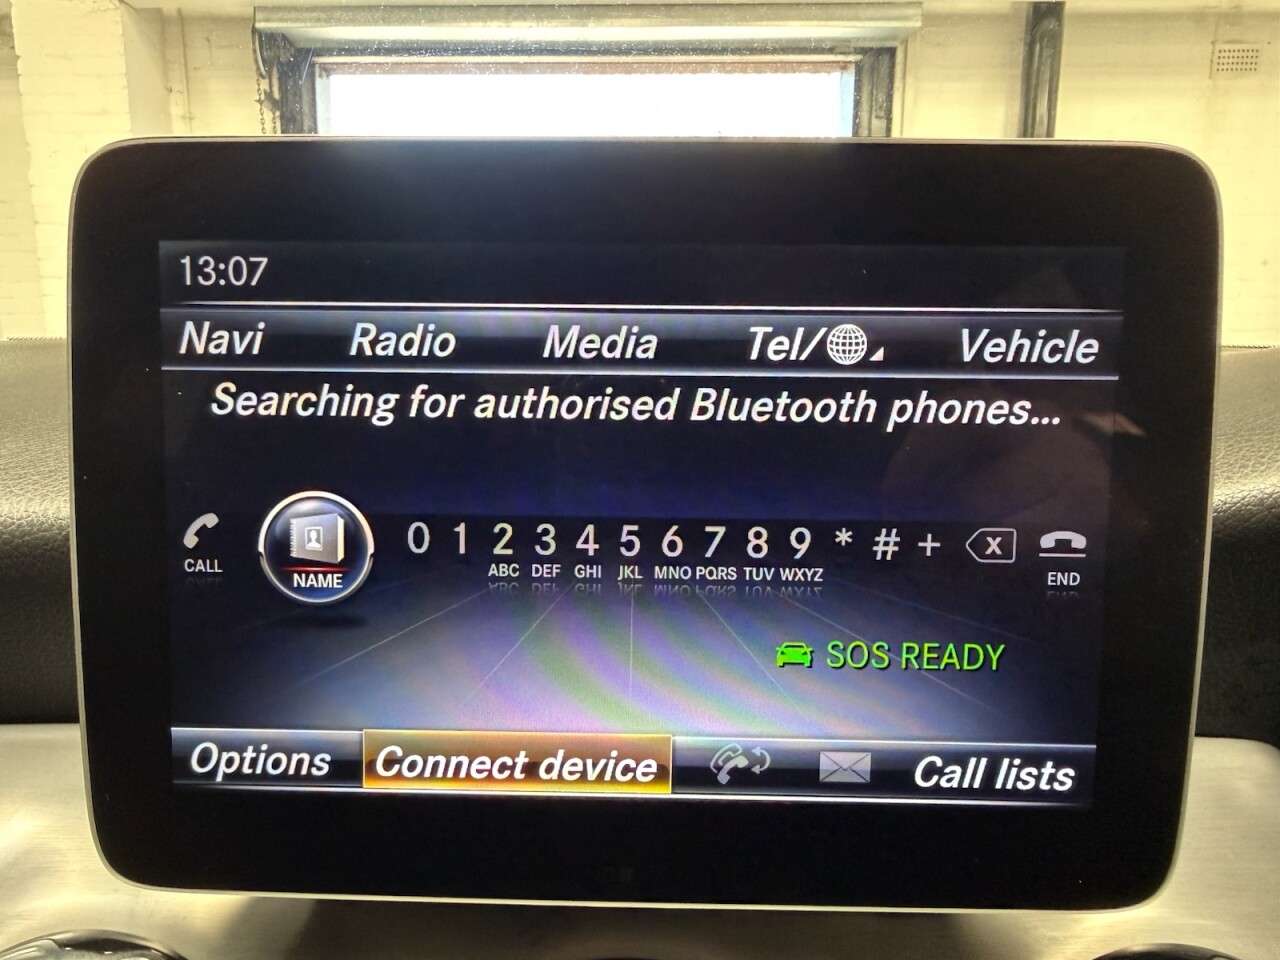 13:07
Navi Radio Media Tel/ Vehicle
Searching for authorised Bluetooth phones...
0 1 2 3 4 5 6 7 8 9 * # + X
CALL NAME ABC DEF GHI JKL MNO PQRS TUV WXYZ END
SOS READY
Options Connect device Call lists